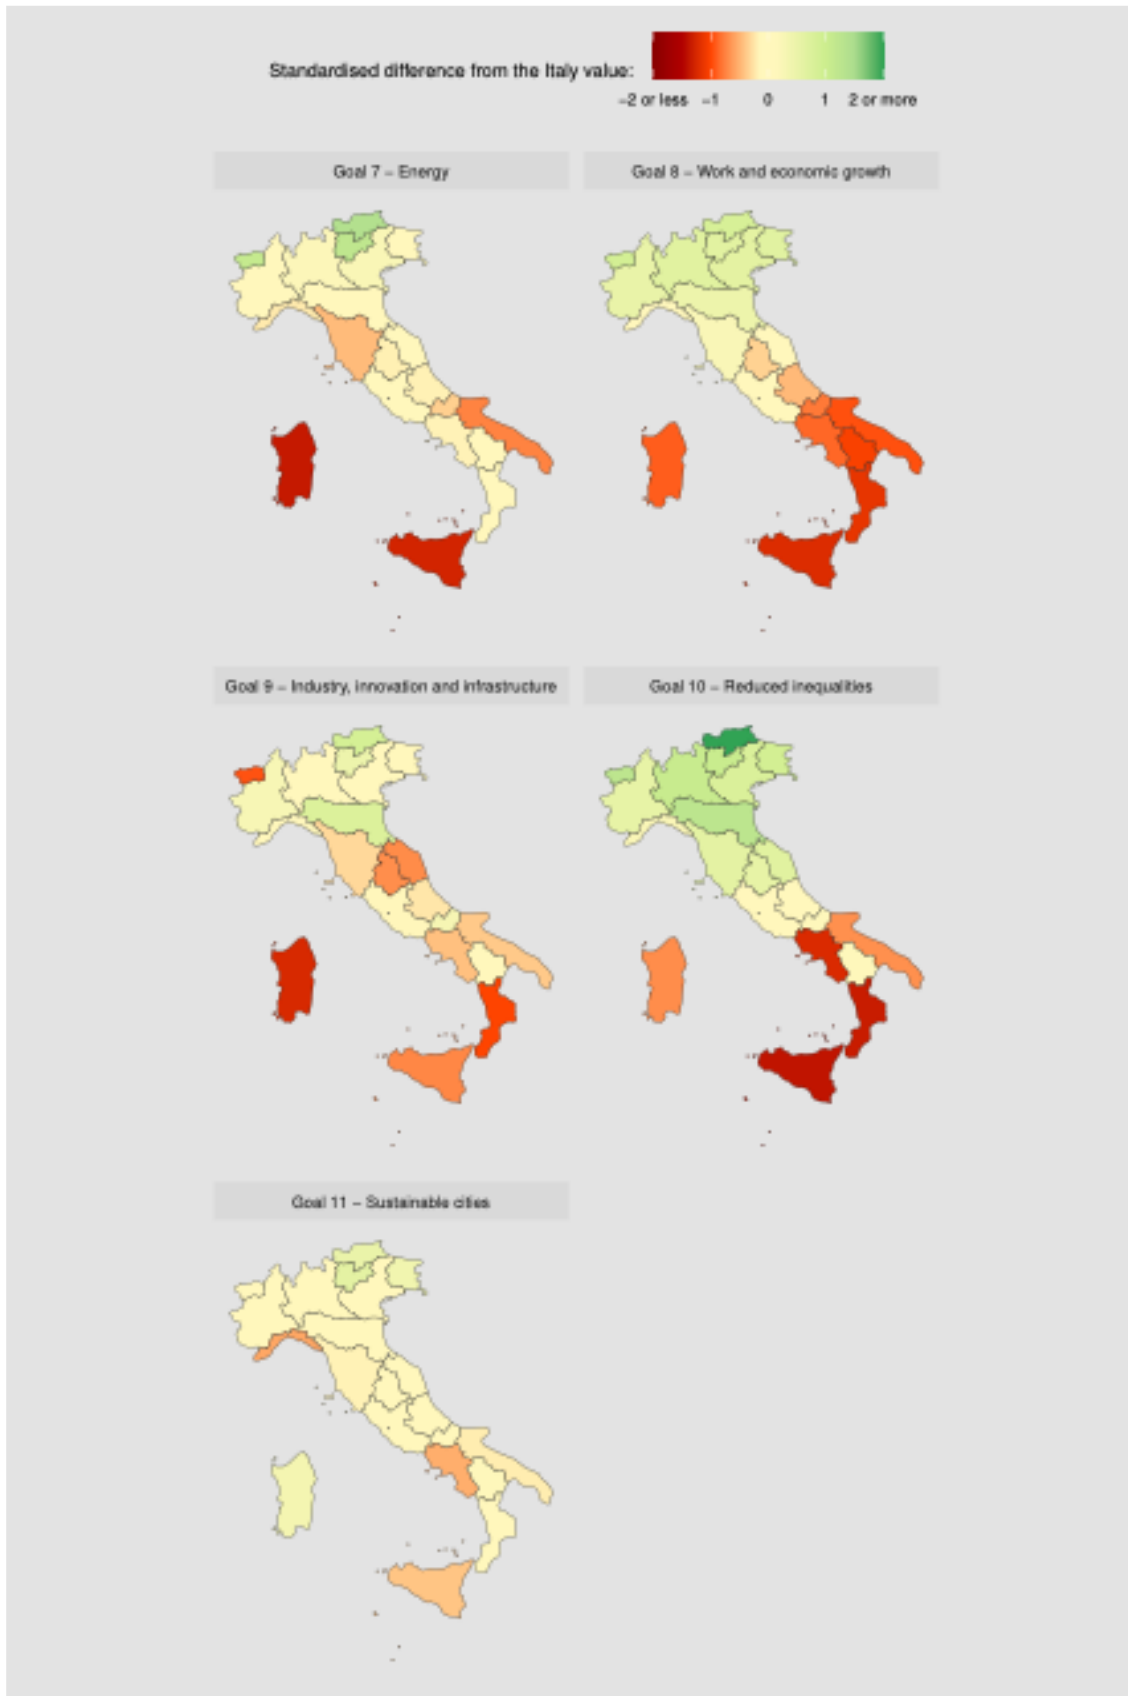 Standardised difference from the Italy value:
−2 or less −1 0 1 2 or more
Goal 7 − Energy
Goal 8 − Work and economic growth
Goal 9 − Industry, innovation and infrastructure
Goal 10 − Reduced inequalities
Goal 11 − Sustainable cities